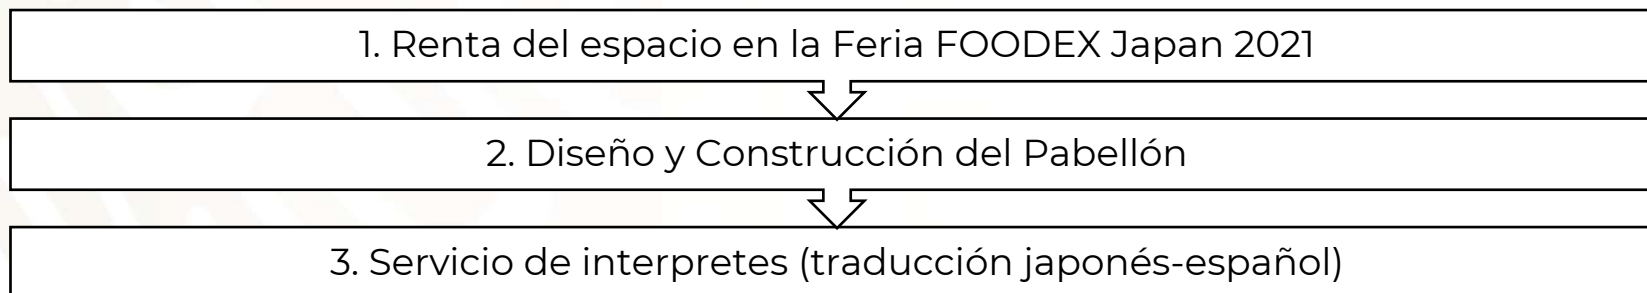 1. Renta del espacio en la Feria FOODEX Japan 2021
2. Diseño y Construcción del Pabellón
3. Servicio de interpretes (traducción japonés-español)